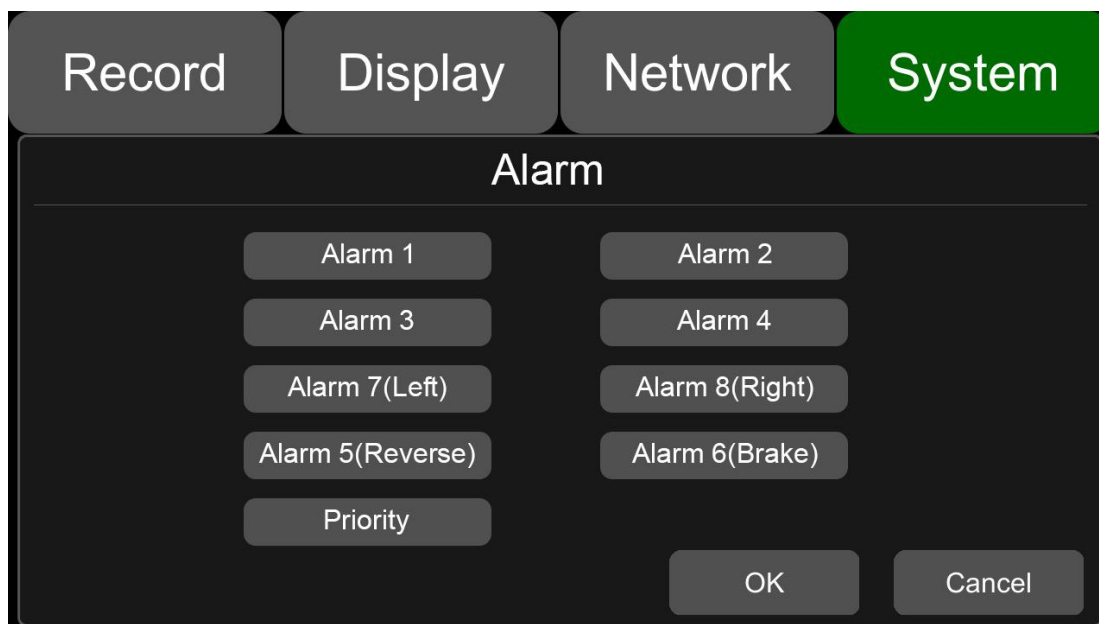 Record Display Network System
Alarm
Alarm 1 Alarm 2
Alarm 3 Alarm 4
Alarm 7(Left) Alarm 8(Right)
Alarm 5(Reverse) Alarm 6(Brake)
Priority
OK Cancel